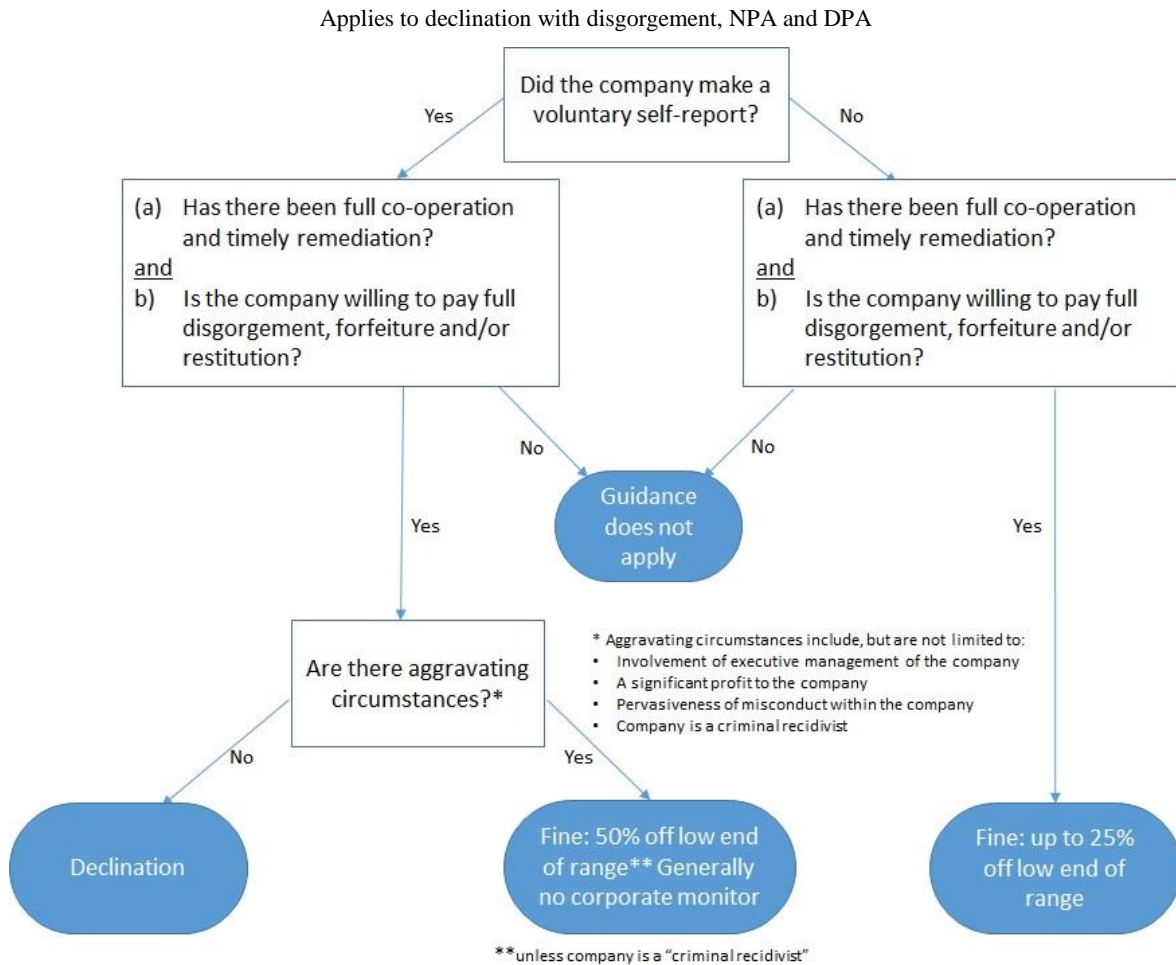 Applies to declination with disgorgement, NPA and DPA
Did the company make a
voluntary self-report?
Yes
No
(a) Has there been full co-operation
and timely remediation?
and
b) Is the company willing to pay full
disgorgement, forfeiture and/or
restitution?
(a) Has there been full co-operation
and timely remediation?
and
b) Is the company willing to pay full
disgorgement, forfeiture and/or
restitution?
No
No
Guidance
does not
apply
Yes
Yes
Are there aggravating
circumstances?*
* Aggravating circumstances include, but are not limited to:
• Involvement of executive management of the company
• A significant profit to the company
• Pervasiveness of misconduct within the company
• Company is a criminal recidivist
No
Yes
Declination
Fine: 50% off low end
of range** Generally
no corporate monitor
Fine: up to 25%
off low end of
range
**unless company is a “criminal recidivist”